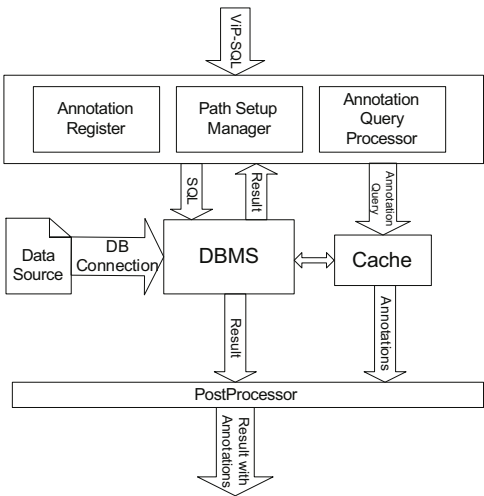 ViP-SQL
Annotation
Register
Path Setup
Manager
Annotation
Query
Processor
SQL
Result
Annotation
Query
Data
Source
DB
Connection
DBMS
Cache
Result
Annotations
PostProcessor
Result with
Annotations